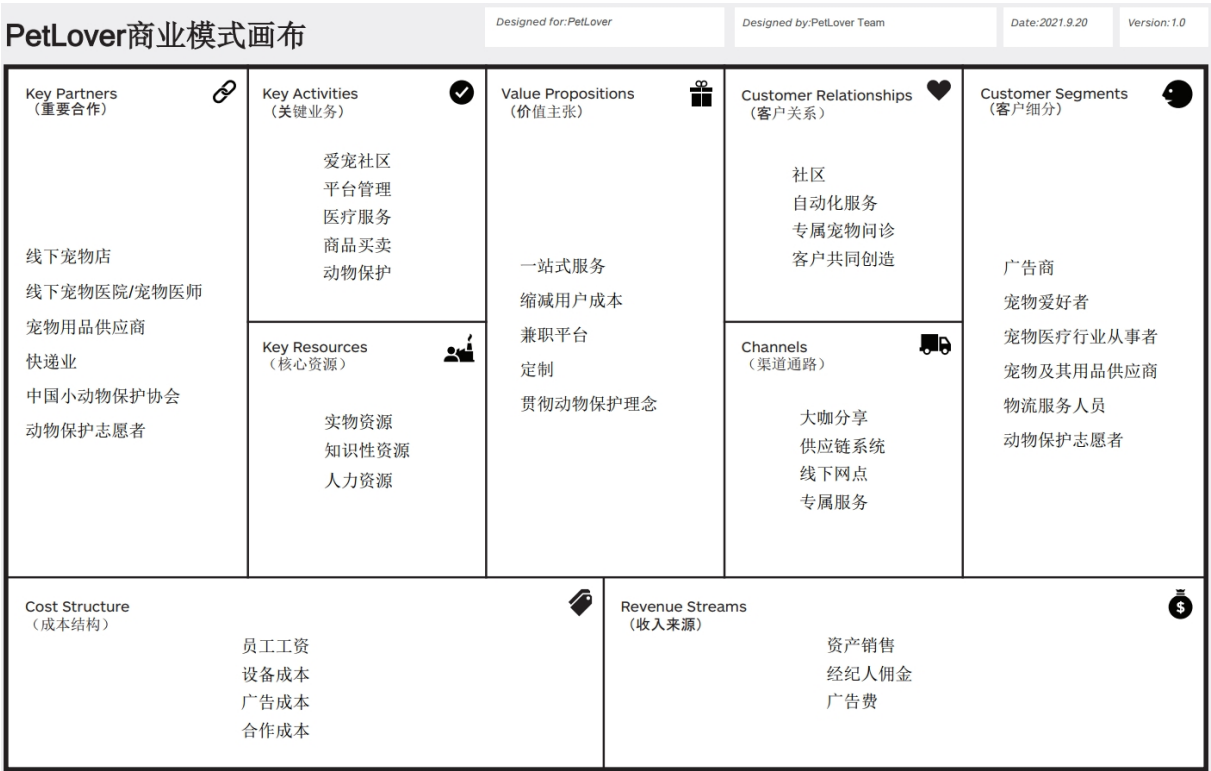 PetLover商业模式画布
Designed for:PetLover
Designed by:PetLover Team
Date:2021.9.20
Version:1.0
Key Partners
（重要合作）
线下宠物店
线下宠物医院/宠物医师
宠物用品供应商
快递业
中国小动物保护协会
动物保护志愿者
Key Activities
（关键业务）
爱宠社区
平台管理
医疗服务
商品买卖
动物保护
Key Resources
（核心资源）
实物资源
知识性资源
人力资源
Value Propositions
（价值主张）
一站式服务
缩减用户成本
兼职平台
定制
贯彻动物保护理念
Customer Relationships
（客户关系）
社区
自动化服务
专属宠物问诊
客户共同创造
Channels
（渠道通路）
大咖分享
供应链系统
线下网点
专属服务
Customer Segments
（客户细分）
广告商
宠物爱好者
宠物医疗行业从事者
宠物及其用品供应商
物流服务人员
动物保护志愿者
Cost Structure
（成本结构）
员工工资
设备成本
广告成本
合作成本
Revenue Streams
（收入来源）
资产销售
经纪人佣金
广告费